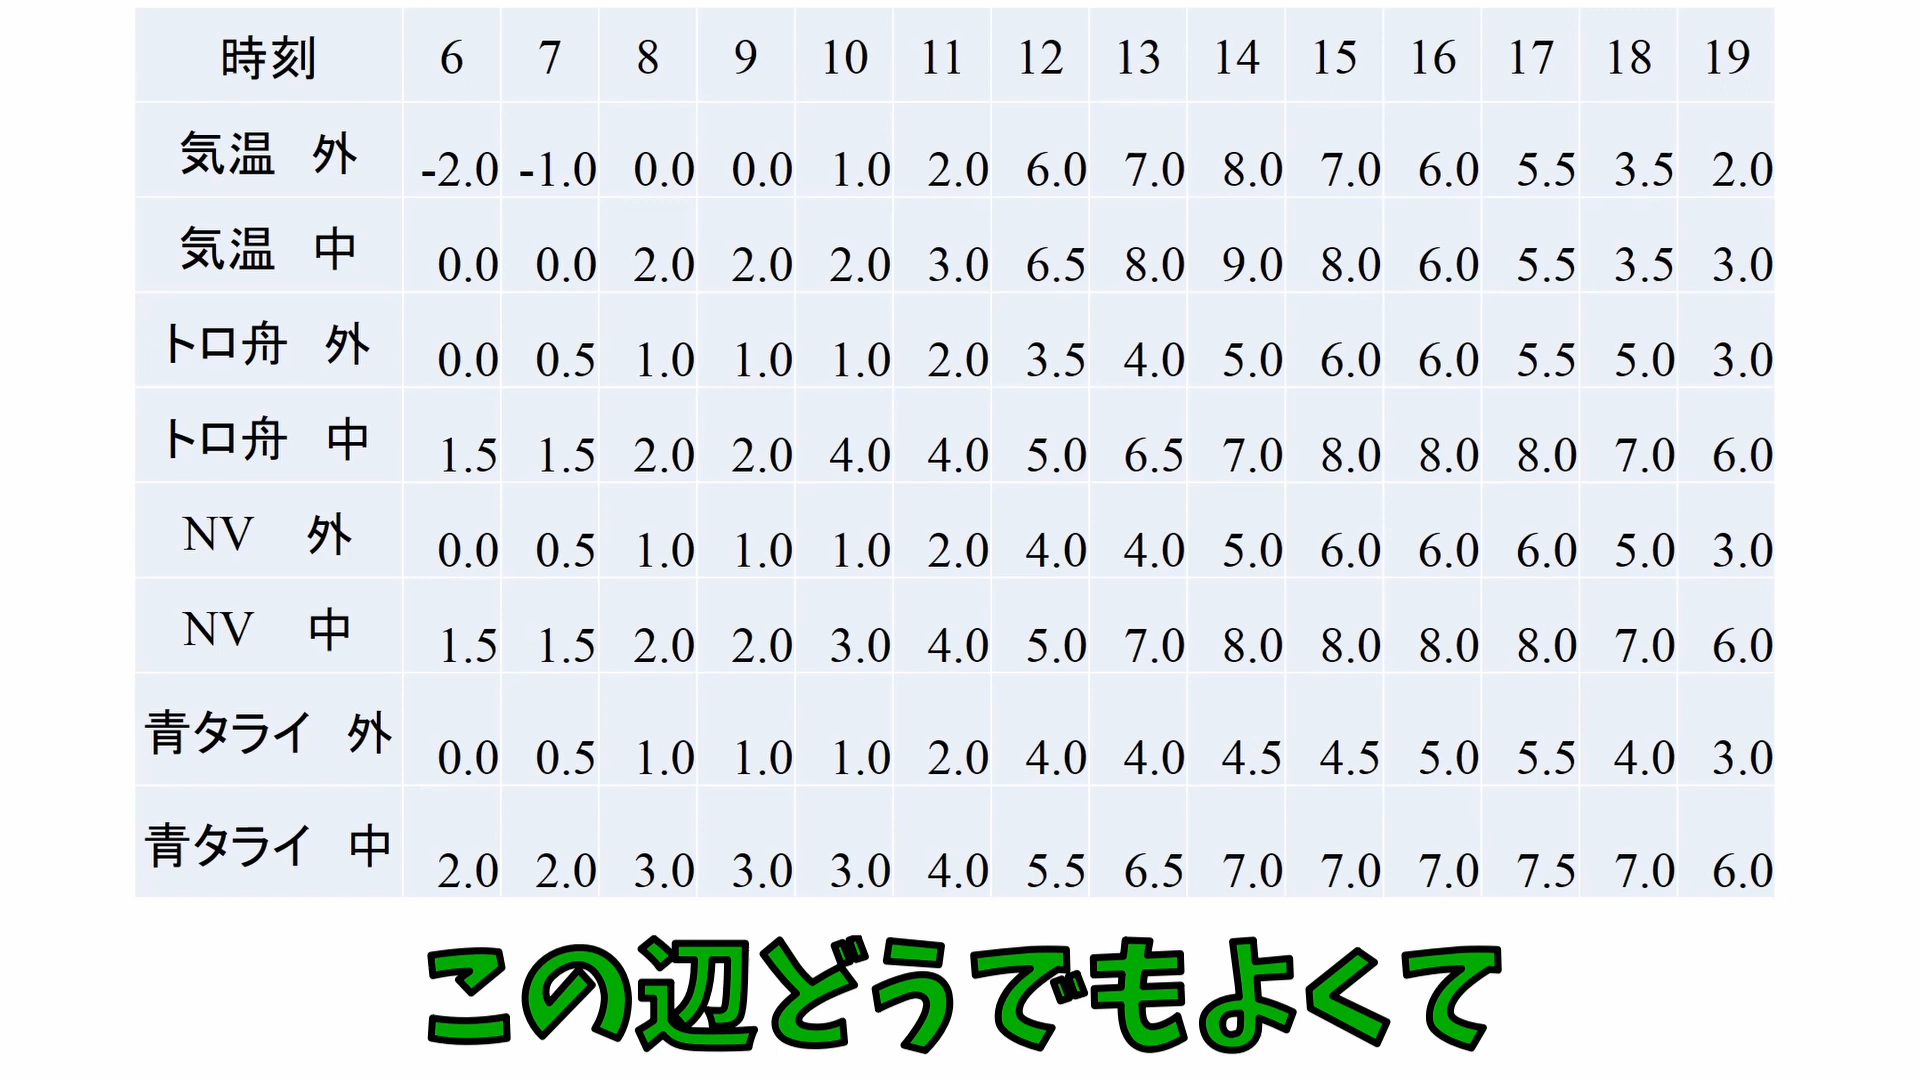 時刻 6 7 8 9 10 11 12 13 14 15 16 17 18 19
気温 外 -2.0 -1.0 0.0 0.0 1.0 2.0 6.0 7.0 8.0 7.0 6.0 5.5 3.5 2.0
気温 中 0.0 0.0 2.0 2.0 2.0 3.0 6.5 8.0 9.0 8.0 6.0 5.5 3.5 3.0
トロ舟 外 0.0 0.5 1.0 1.0 1.0 2.0 3.5 4.0 5.0 6.0 6.0 5.5 5.0 3.0
トロ舟 中 1.5 1.5 2.0 2.0 4.0 4.0 5.0 6.5 7.0 8.0 8.0 8.0 7.0 6.0
NV 外 0.0 0.5 1.0 1.0 1.0 2.0 4.0 4.0 5.0 6.0 6.0 6.0 5.0 3.0
NV 中 1.5 1.5 2.0 2.0 3.0 4.0 5.0 7.0 8.0 8.0 8.0 8.0 7.0 6.0
青タライ 外 0.0 0.5 1.0 1.0 1.0 2.0 4.0 4.0 4.5 4.5 5.0 5.5 4.0 3.0
青タライ 中 2.0 2.0 3.0 3.0 3.0 4.0 5.5 6.5 7.0 7.0 7.0 7.5 7.0 6.0
この辺どうでもよくて